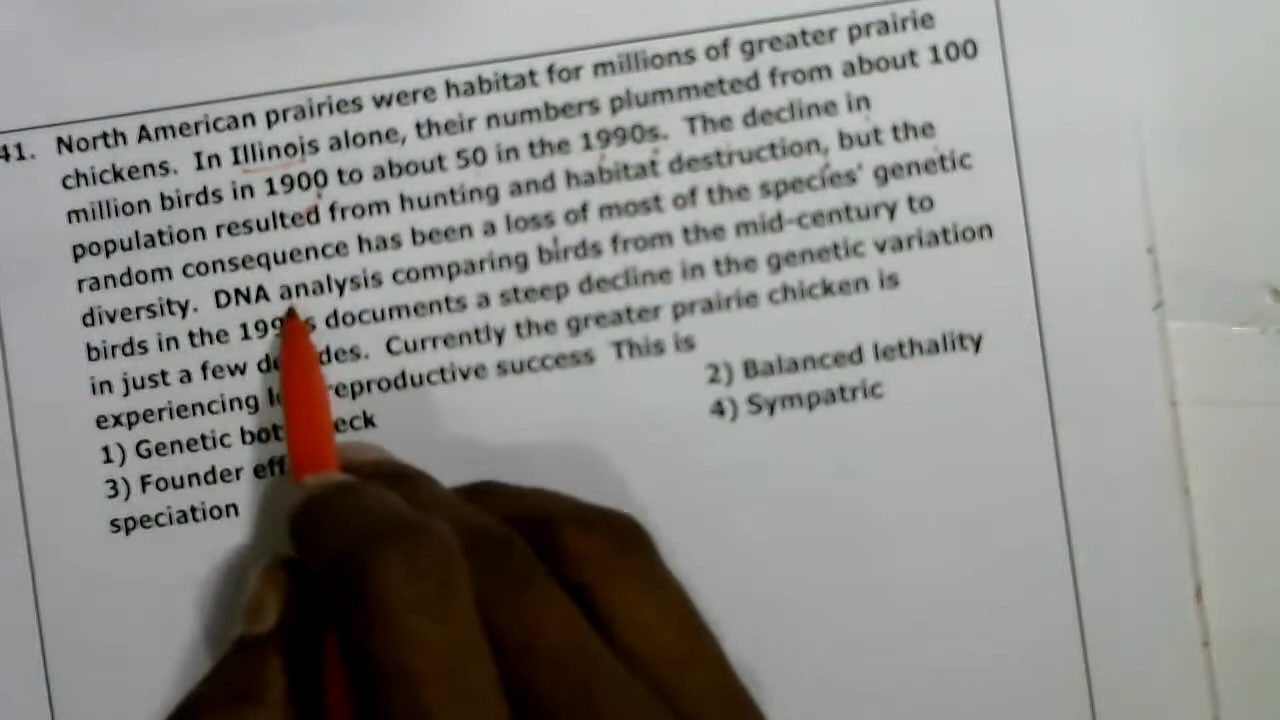 41. North American prairies were habitat for millions of greater prairie
chickens. In Illinois alone, their numbers plummeted from about 100
million birds in 1900 to about 50 in the 1990s. The decline in
population resulted from hunting and habitat destruction, but the
random consequence has been a loss of most of the species' genetic
diversity. DNA analysis comparing birds from the mid-century to
birds in the 1990s documents a steep decline in the genetic variation
in just a few decades. Currently the greater prairie chicken is
experiencing reproductive success This is
1) Genetic bottleneck 2) Balanced lethality
3) Founder 4) Sympatric
speciation